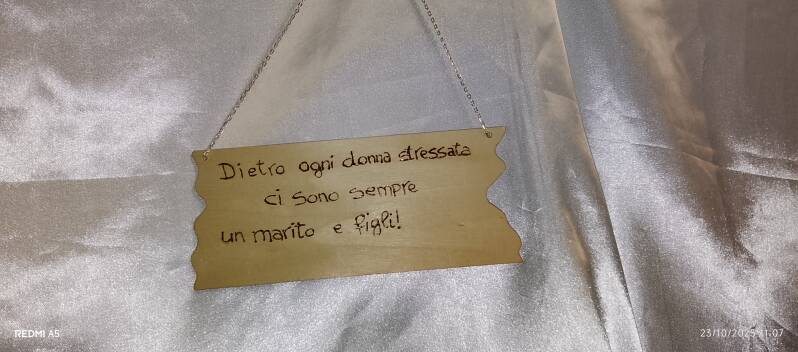 Dietro ogni donna stressata
ci sono sempre
un marito e figli!
REDMI A5
23/10/2025 11:07